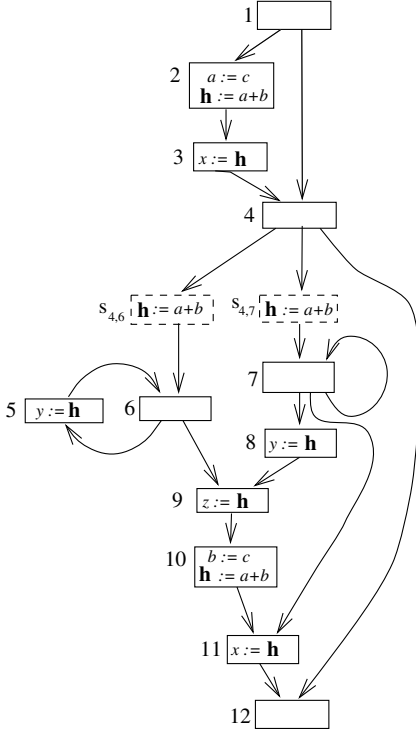 1
2
a := c
h := a+b
3
x := h
4
s4,6
h := a+b
s4,7
h := a+b
7
5
y := h
6
8
y := h
9
z := h
10
b := c
h := a+b
11
x := h
12